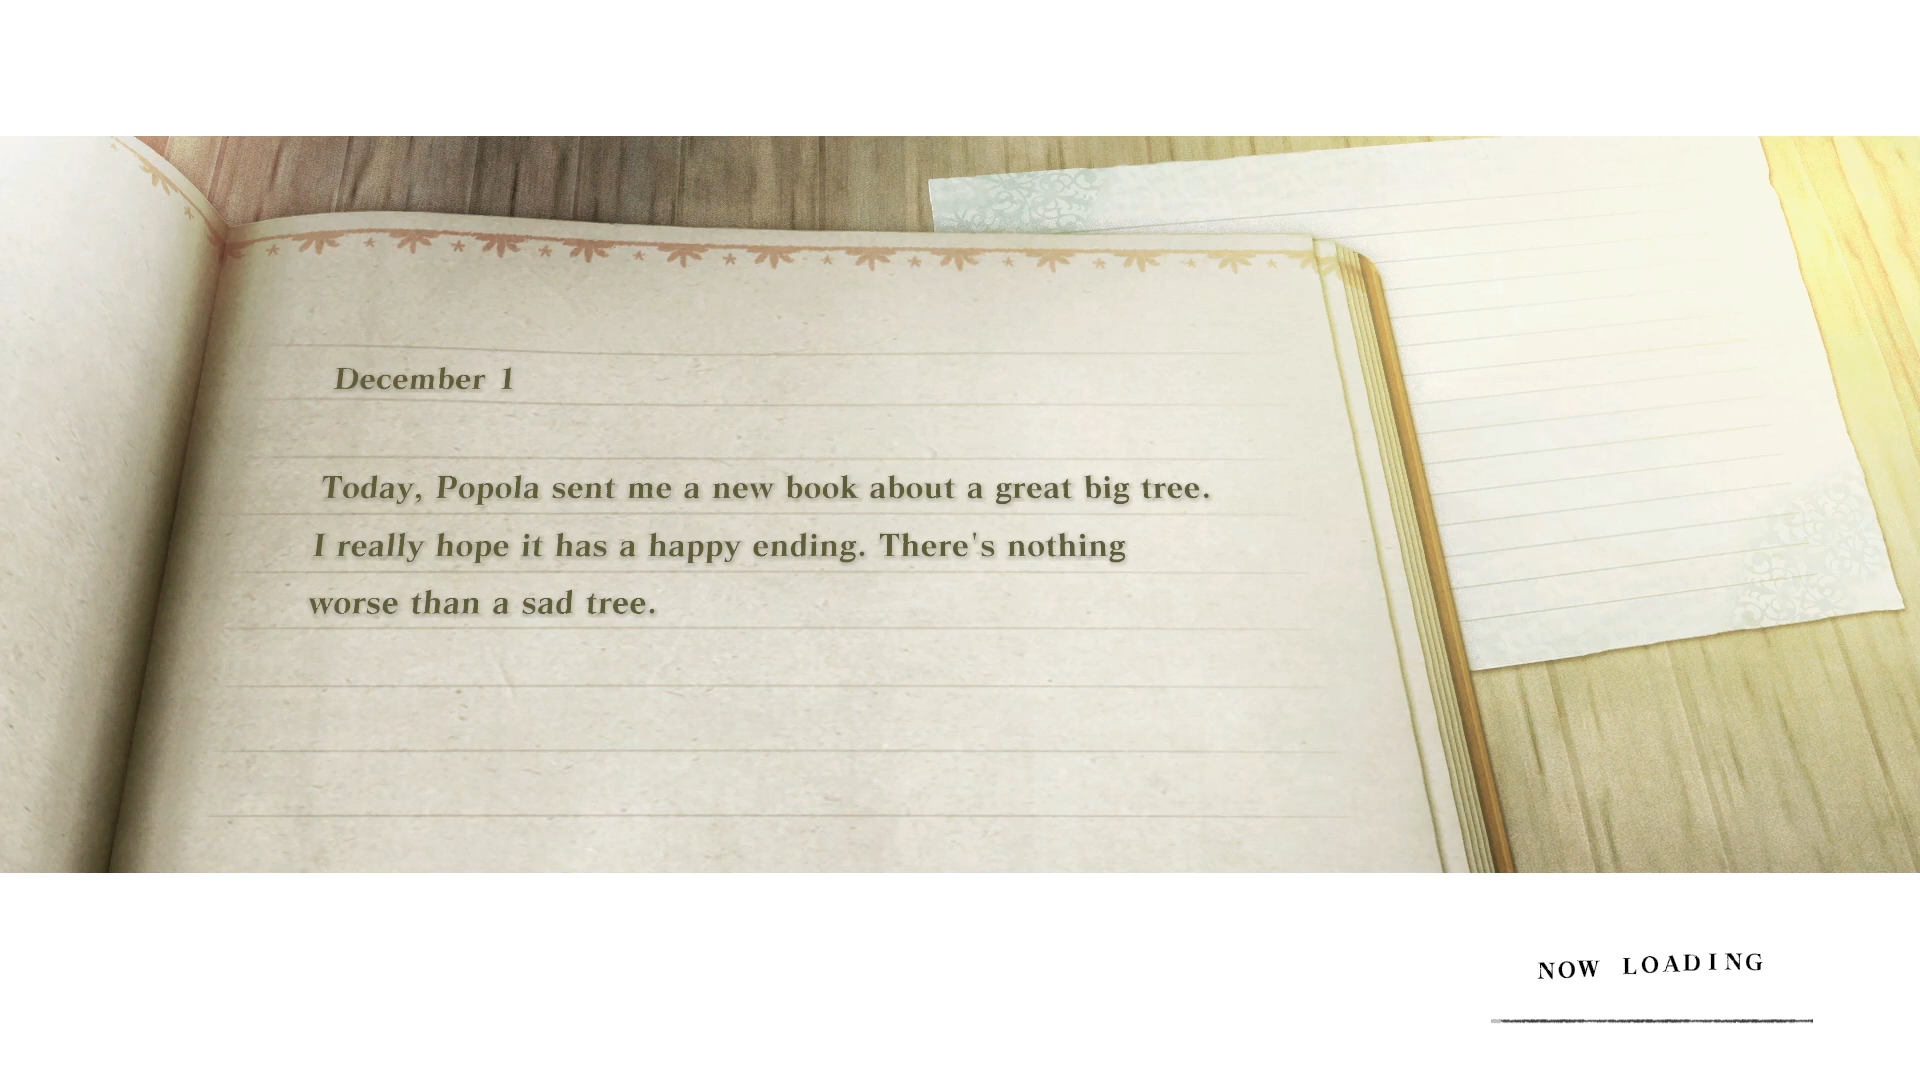 December 1
Today, Popola sent me a new book about a great big tree.
I really hope it has a happy ending. There's nothing
worse than a sad tree.
NOW LOADING